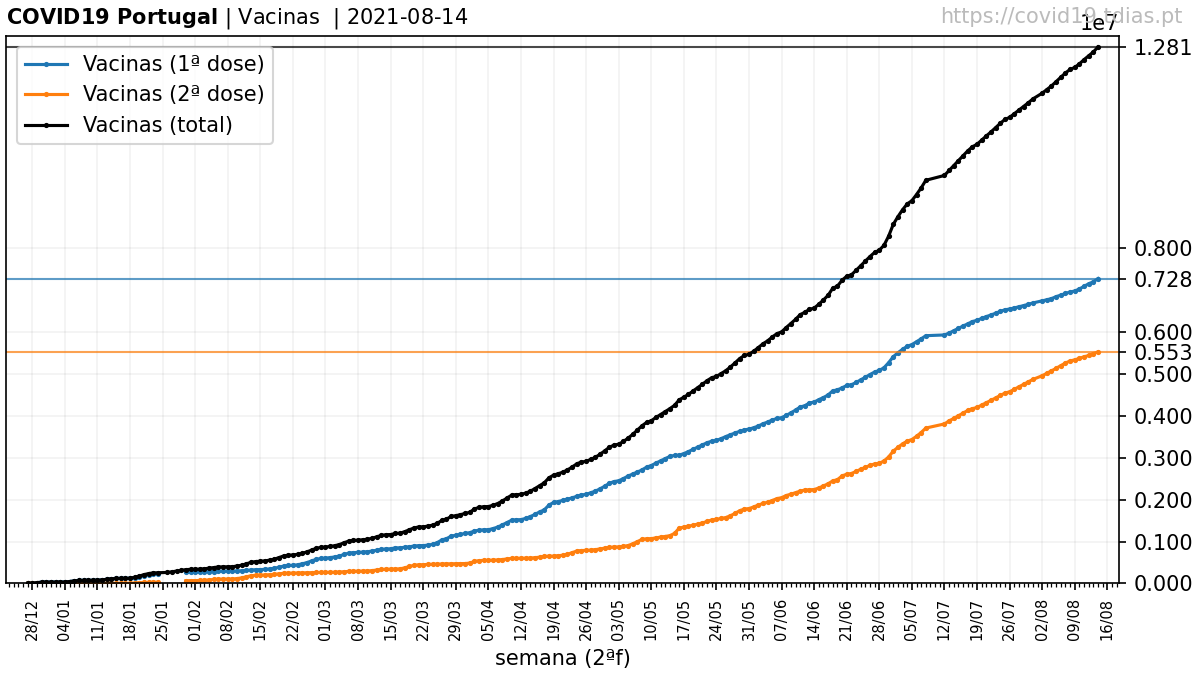 COVID19 Portugal | Vacinas | 2021-08-14
https://covid19.tdias.pt
1e7
Vacinas (1ª dose)
Vacinas (2ª dose)
Vacinas (total)
1.281
0.800
0.728
0.600
0.553
0.500
0.400
0.300
0.200
0.100
0.000
28/12 04/01 11/01 18/01 25/01 01/02 08/02 15/02 22/02 01/03 08/03 15/03 22/03 29/03 05/04 12/04 19/04 26/04 03/05 10/05 17/05 24/05 31/05 07/06 14/06 21/06 28/06 05/07 12/07 19/07 26/07 02/08 09/08 16/08
semana (2ªf)